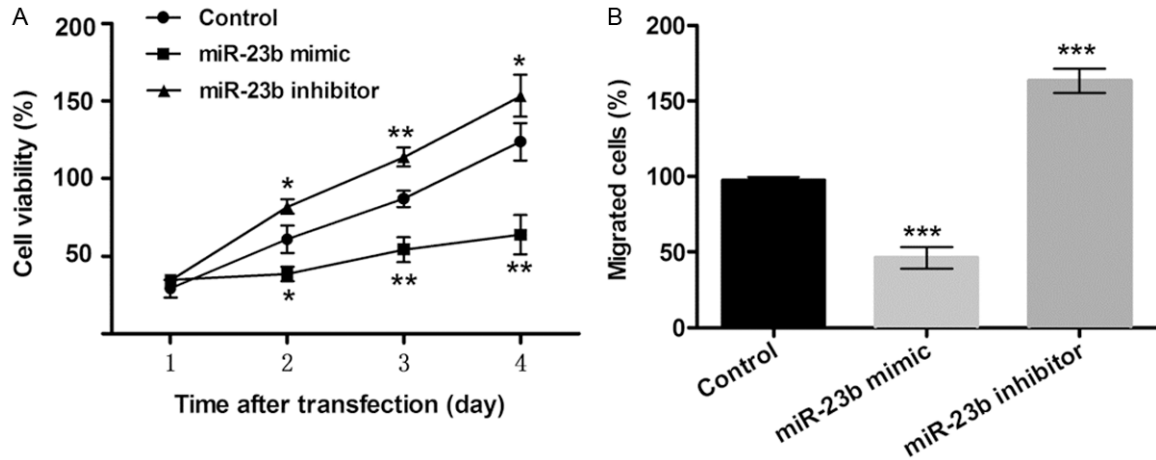 A
200
150
100
50
Cell viability (%)
Control
miR-23b mimic
miR-23b inhibitor
*
**
*
*
**
**
1 2 3 4
Time after transfection (day)
B
200
150
100
50
0
Migrated cells (%)
***
***
Control
miR-23b mimic
miR-23b inhibitor